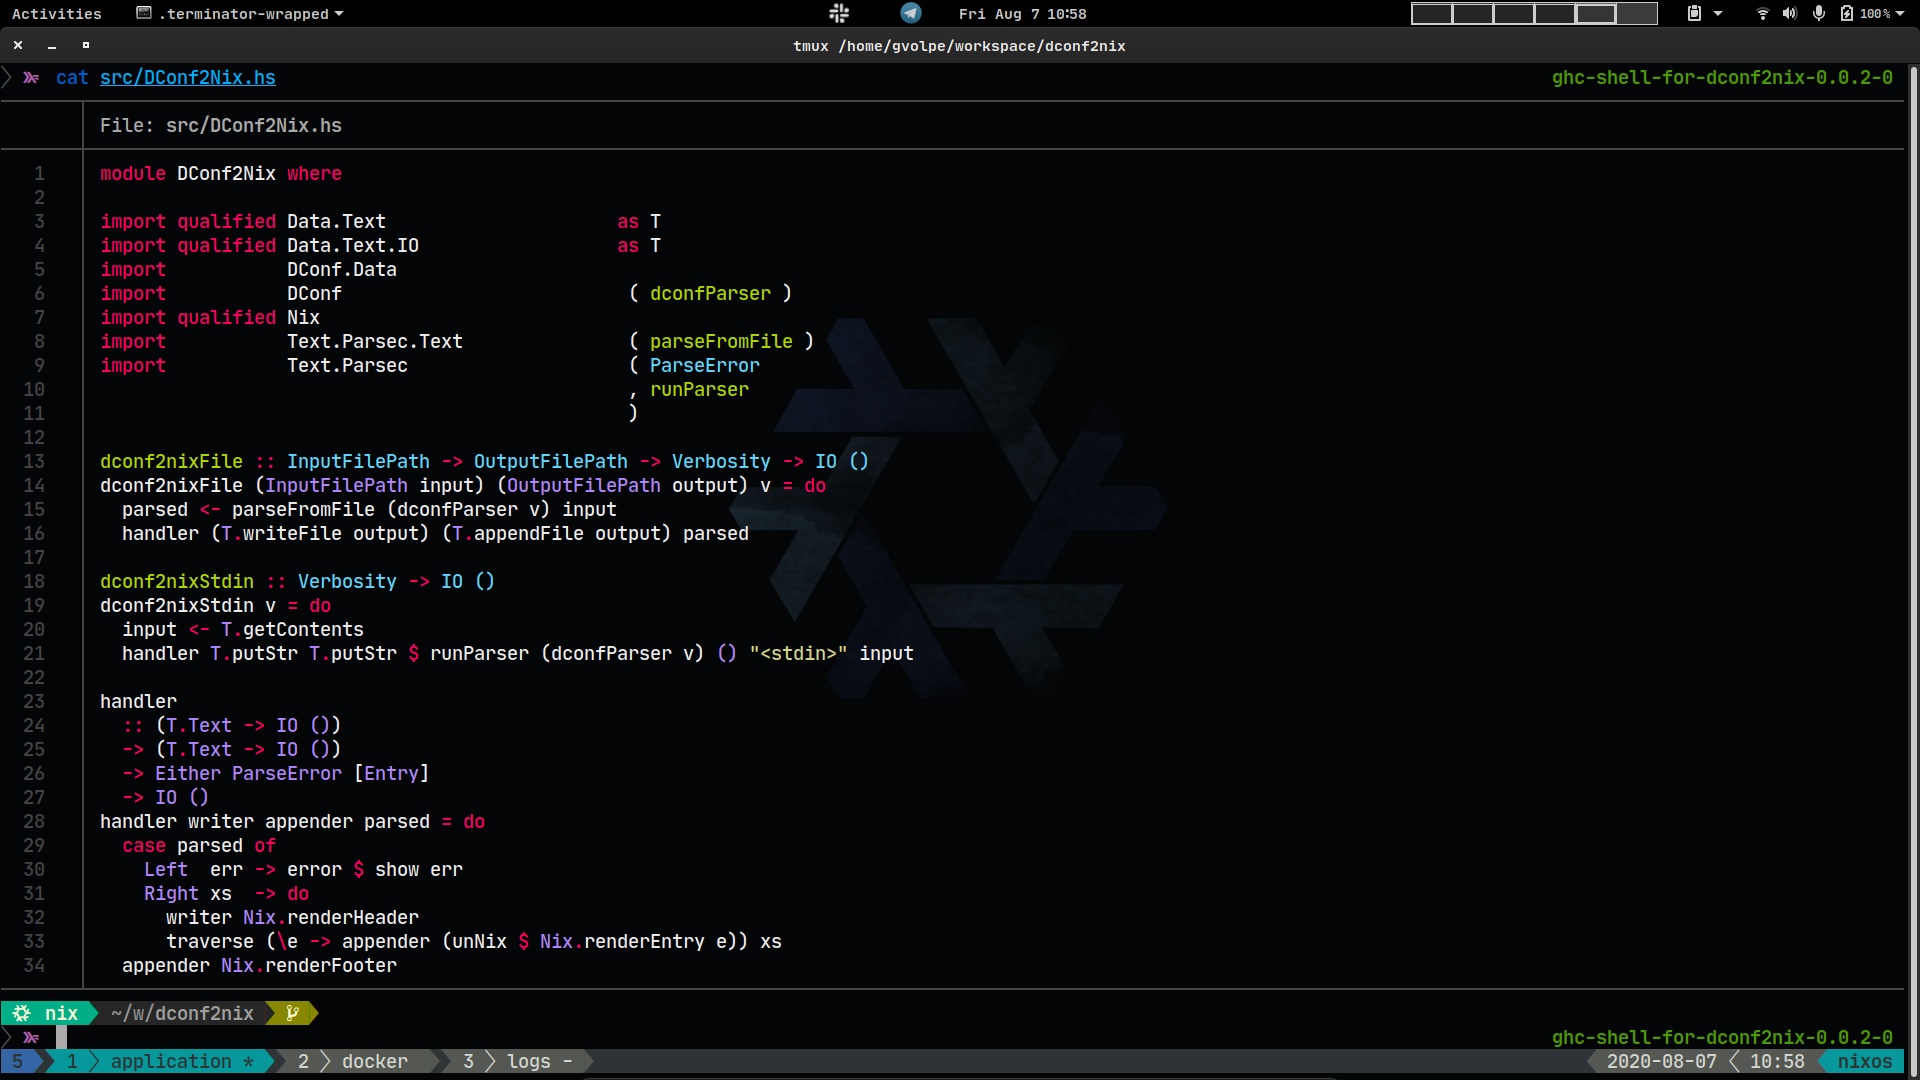 Activities .terminator-wrapped Fri Aug 7 10:58 100%
tmux /home/gvolpe/workspace/dconf2nix
cat src/DConf2Nix.hs ghc-shell-for-dconf2nix-0.0.2-0
File: src/DConf2Nix.hs
1 module DConf2Nix where
2
3 import qualified Data.Text as T
4 import qualified Data.Text.IO as T
5 import DConf.Data
6 import DConf ( dconfParser )
7 import qualified Nix
8 import Text.Parsec.Text ( parseFromFile )
9 import Text.Parsec ( ParseError
10 , runParser
11 )
12
13 dconf2nixFile :: InputFilePath -> OutputFilePath -> Verbosity -> IO ()
14 dconf2nixFile (InputFilePath input) (OutputFilePath output) v = do
15 parsed <- parseFromFile (dconfParser v) input
16 handler (T.writeFile output) (T.appendFile output) parsed
17
18 dconf2nixStdin :: Verbosity -> IO ()
19 dconf2nixStdin v = do
20 input <- T.getContents
21 handler T.putStr T.putStr $ runParser (dconfParser v) () "<stdin>" input
22
23 handler
24 :: (T.Text -> IO ())
25 -> (T.Text -> IO ())
26 -> Either ParseError [Entry]
27 -> IO ()
28 handler writer appender parsed = do
29 case parsed of
30 Left err -> error $ show err
31 Right xs -> do
32 writer Nix.renderHeader
33 traverse (\e -> appender (unNix $ Nix.renderEntry e)) xs
34 appender Nix.renderFooter
nix ~/w/dconf2nix
ghc-shell-for-dconf2nix-0.0.2-0
5 1 application * 2 docker 3 logs - 2020-08-07 10:58 nixos